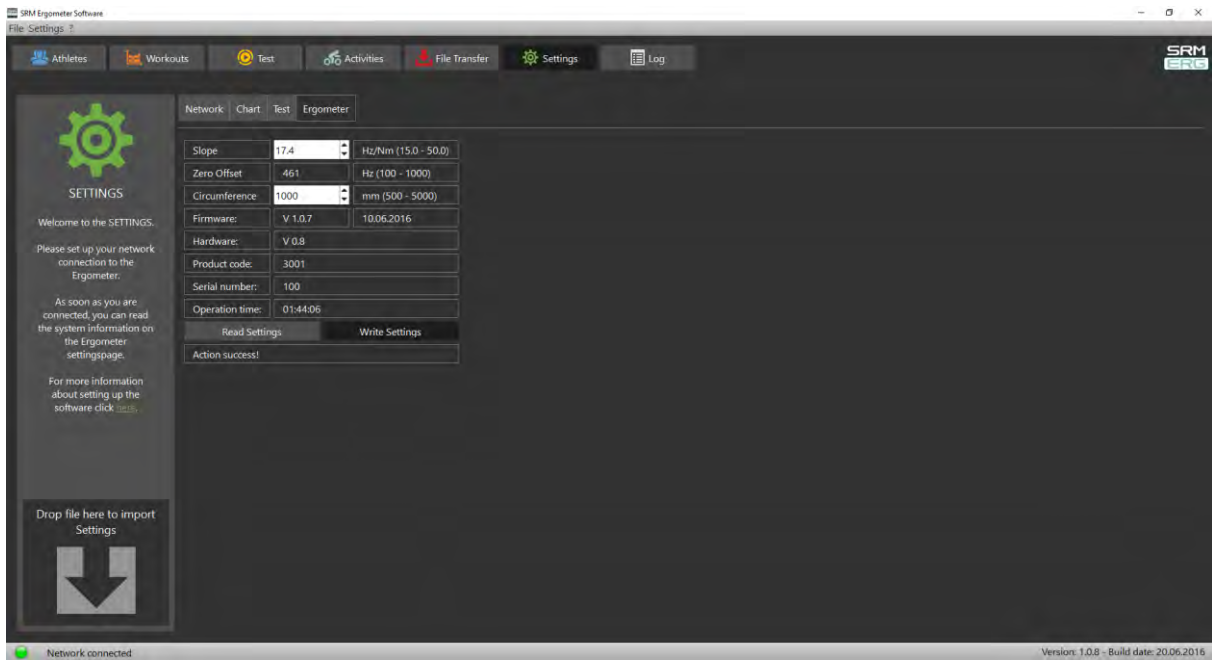 SRM Ergometer Software
File Settings ?
Athletes
Workouts
Test
Activities
File Transfer
Settings
Log
SRM
ERG
SETTINGS
Welcome to the SETTINGS.
Please set up your network
connection to the
Ergometer.
As soon as you are
connected, you can read
the system information on
the Ergometer
settingspage.
For more information
about setting up the
software click here.
Drop file here to import
Settings
Network Chart Test Ergometer
Slope 17.4 Hz/Nm (15.0 - 50.0)
Zero Offset 461 Hz (100 - 1000)
Circumference 1000 mm (500 - 5000)
Firmware: V 1.0.7 10.06.2016
Hardware: V 0.8
Product code: 3001
Serial number: 100
Operation time: 01:44:06
Read Settings Write Settings
Action success!
Network connected
Version: 1.0.8 - Build date: 20.06.2016